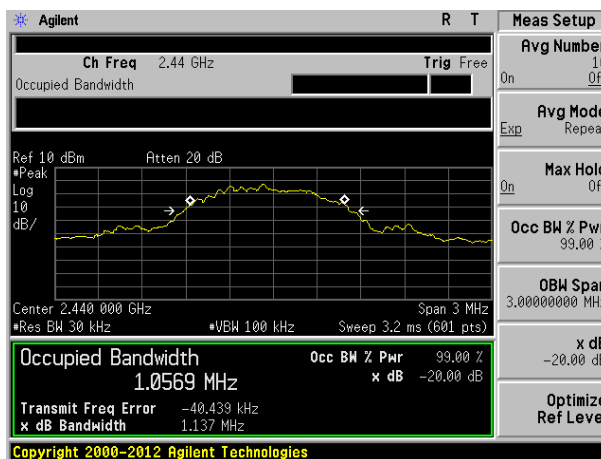 Agilent R T Meas Setup
Ch Freq 2.44 GHz Trig Free
Occupied Bandwidth
Ref 10 dBm Atten 20 dB
#Peak
Log
10
dB/
Center 2.440 000 GHz Span 3 MHz
#Res BW 30 kHz #VBW 100 kHz Sweep 3.2 ms (601 pts)
Occupied Bandwidth Occ BW % Pwr 99.00 %
1.0569 MHz x dB -20.00 dB
Transmit Freq Error -40.439 kHz
x dB Bandwidth 1.137 MHz
Copyright 2000-2012 Agilent Technologies
Avg Number
On
Avg Mode
Exp Repea
Max Hold
On
Occ BW % Pwr
99.00
OBW Span
3.00000000 MH
x dB
-20.00 d
Optimize
Ref Leve